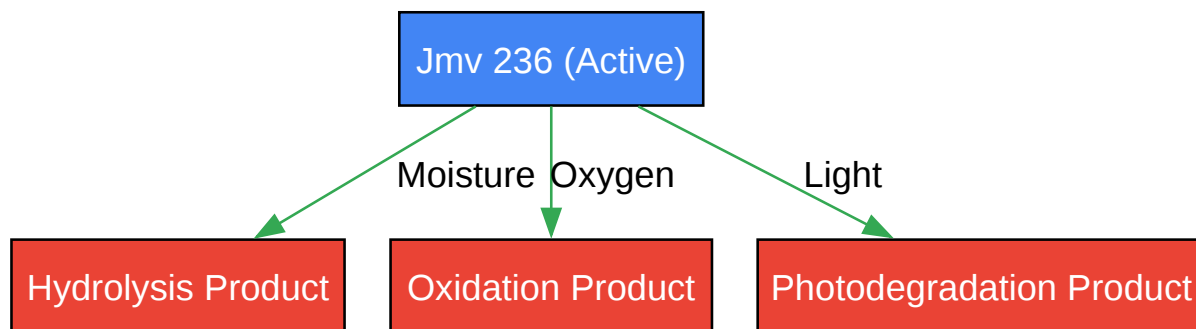 Jmv 236 (Active)
Moisture
Oxygen
Light
Hydrolysis Product
Oxidation Product
Photodegradation Product